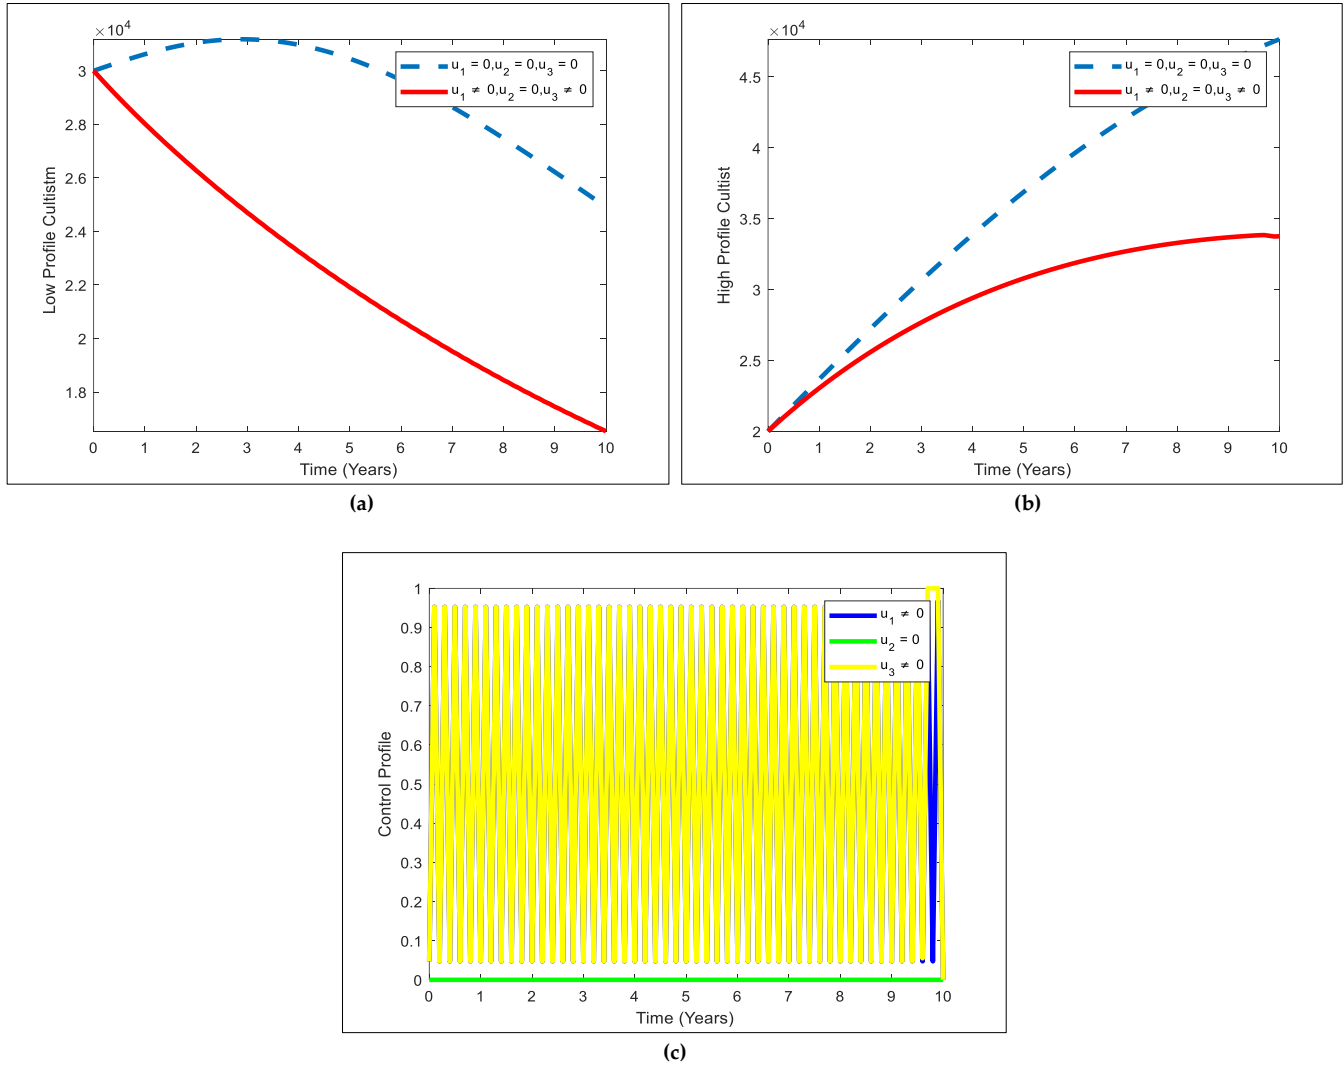 ×10⁴
3
2.8
2.6
2.4
2.2
2
1.8
0 1 2 3 4 5 6 7 8 9 10
Time (Years)
Low Profile Cultistm
u₁ = 0,u₂ = 0,u₃ = 0
u₁ ≠ 0,u₂ = 0,u₃ ≠ 0
(a)
×10⁴
4.5
4
3.5
3
2.5
2
0 1 2 3 4 5 6 7 8 9 10
Time (Years)
High Profile Cultist
u₁ = 0,u₂ = 0,u₃ = 0
u₁ ≠ 0,u₂ = 0,u₃ ≠ 0
(b)
1
0.9
0.8
0.7
0.6
0.5
0.4
0.3
0.2
0.1
0
0 1 2 3 4 5 6 7 8 9 10
Time (Years)
Control Profile
u₁ ≠ 0
u₂ = 0
u₃ ≠ 0
(c)